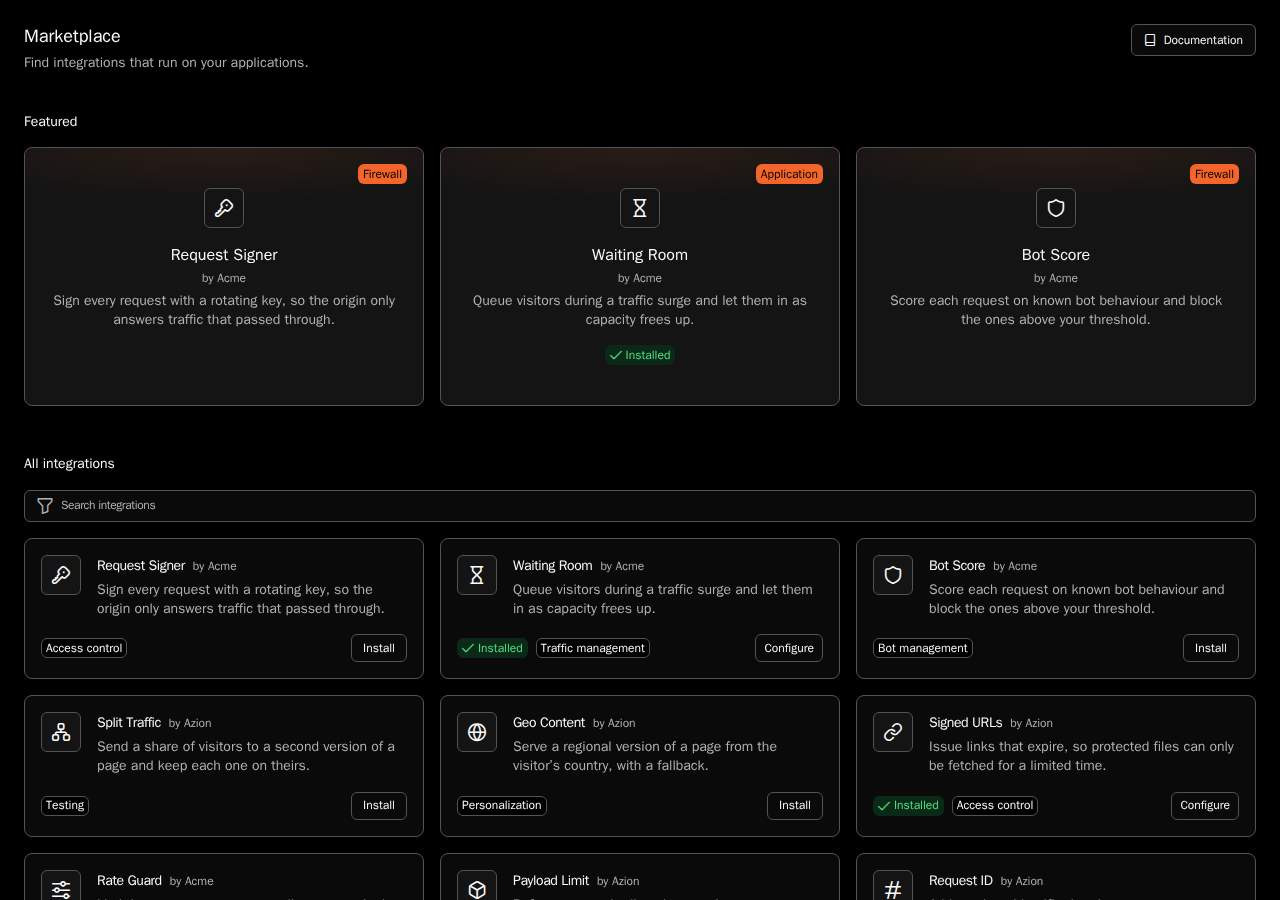 Marketplace
Documentation
Find integrations that run on your applications.
Featured
Firewall
Request Signer
by Acme
Sign every request with a rotating key, so the origin only
answers traffic that passed through.
Application
Waiting Room
by Acme
Queue visitors during a traffic surge and let them in as
capacity frees up.
Installed
Firewall
Bot Score
by Acme
Score each request on known bot behaviour and block
the ones above your threshold.
All integrations
Search integrations
Request Signer by Acme
Sign every request with a rotating key, so the
origin only answers traffic that passed through.
Access control
Install
Waiting Room by Acme
Queue visitors during a traffic surge and let them
in as capacity frees up.
Installed
Traffic management
Configure
Bot Score by Acme
Score each request on known bot behaviour and
block the ones above your threshold.
Bot management
Install
Split Traffic by Azion
Send a share of visitors to a second version of a
page and keep each one on theirs.
Testing
Install
Geo Content by Azion
Serve a regional version of a page from the
visitor's country, with a fallback.
Personalization
Install
Signed URLs by Azion
Issue links that expire, so protected files can only
be fetched for a limited time.
Installed
Access control
Configure
Rate Guard by Acme
Payload Limit by Azion
Request ID by Azion